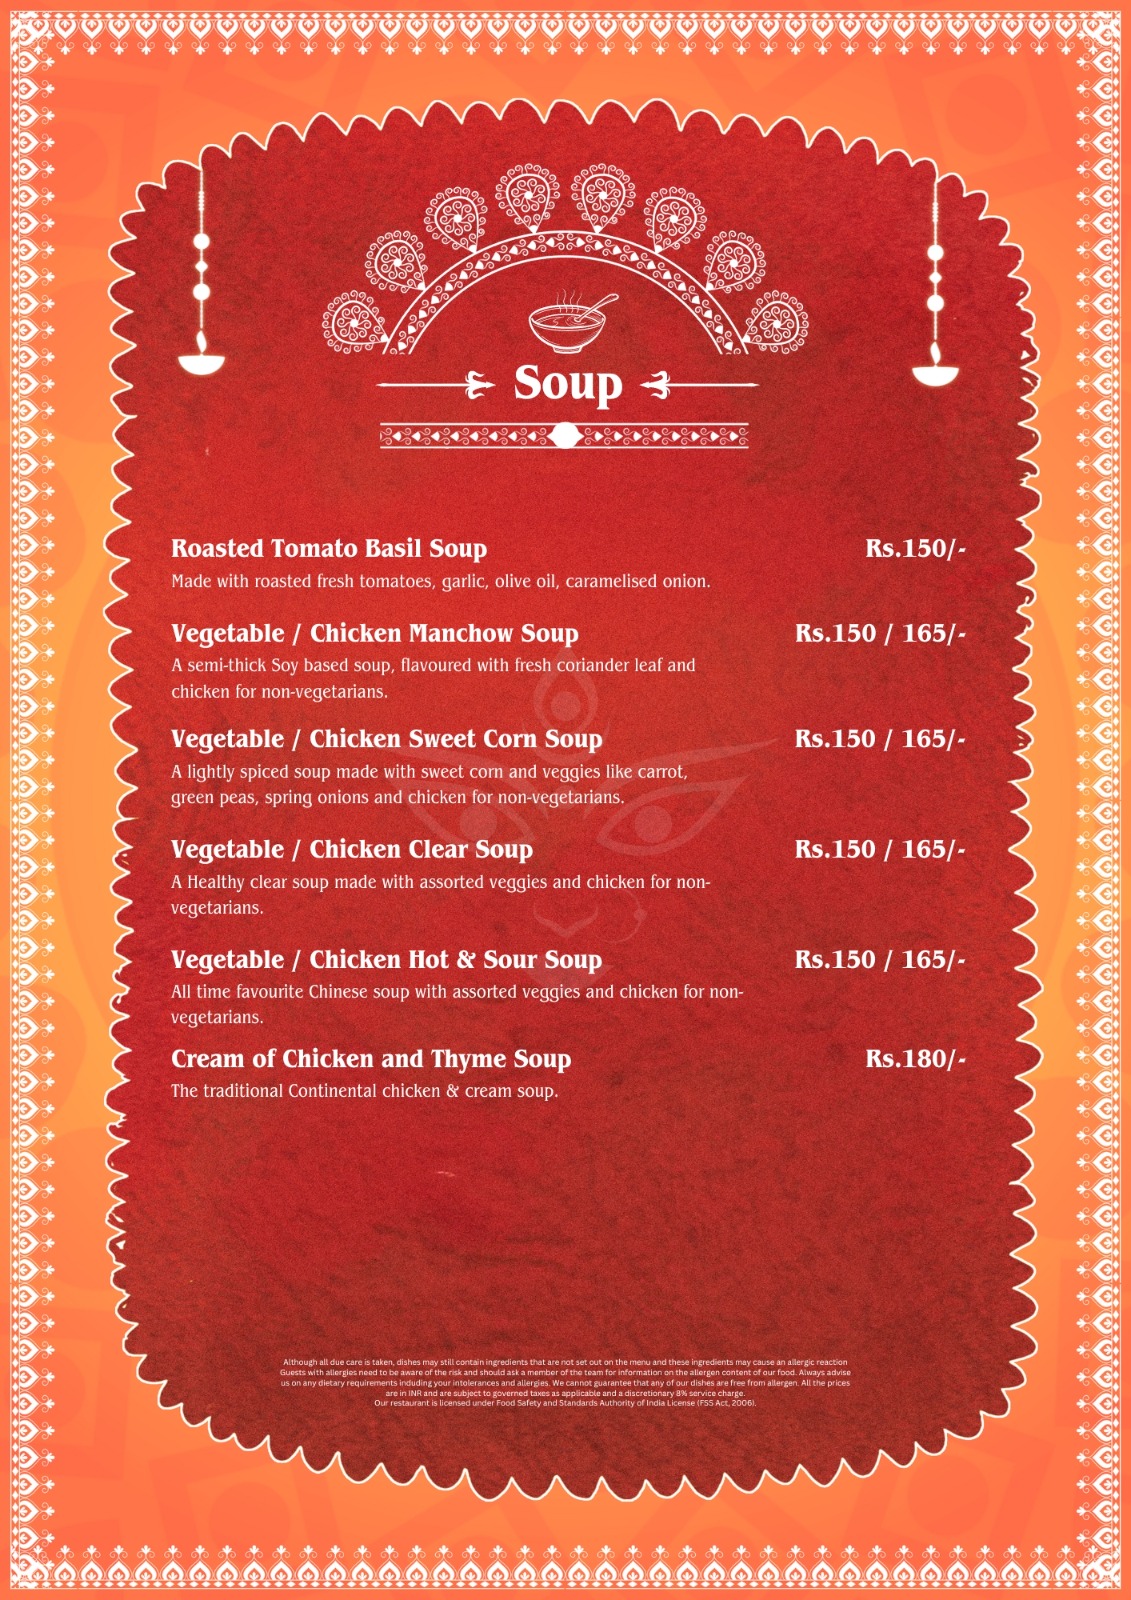 Soup
Roasted Tomato Basil Soup Rs.150/-
Made with roasted fresh tomatoes, garlic, olive oil, caramelised onion.
Vegetable / Chicken Manchow Soup Rs.150 / 165/-
A semi-thick Soy based soup, flavoured with fresh coriander leaf and
chicken for non-vegetarians.
Vegetable / Chicken Sweet Corn Soup Rs.150 / 165/-
A lightly spiced soup made with sweet corn and veggies like carrot,
green peas, spring onions and chicken for non-vegetarians.
Vegetable / Chicken Clear Soup Rs.150 / 165/-
A Healthy clear soup made with assorted veggies and chicken for non-
vegetarians.
Vegetable / Chicken Hot & Sour Soup Rs.150 / 165/-
All time favourite Chinese soup with assorted veggies and chicken for non-
vegetarians.
Cream of Chicken and Thyme Soup Rs.180/-
The traditional Continental chicken & cream soup.
Although all due care is taken, dishes may still contain ingredients that are not set out on the menu and these ingredients may cause an allergic reaction
Guests with allergies need to be aware of the risk and should ask a member of the team for information on the allergen content of our food. Always advise
us on any dietary requirements including your intolerances and allergies. We cannot guarantee that any of our dishes are free from allergen. All the prices
are in INR and are subject to governed taxes as applicable and a discretionary 8% service charge.
Our restaurant is licensed under Food Safety and Standards Authority of India License (FSS Act, 2006).